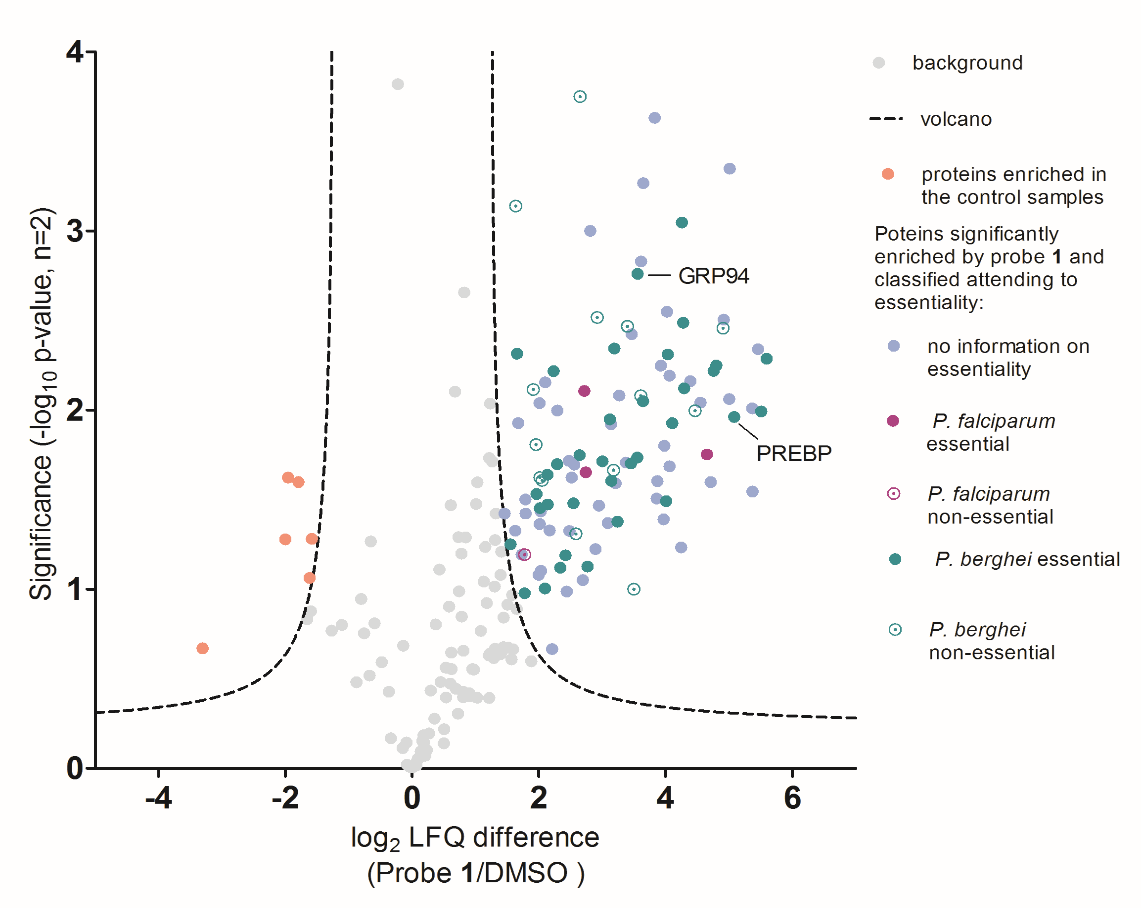 4
3
2
1
0
-4
-2
0
2
4
6
Significance (-log10 p-value, n=2)
log2 LFQ difference
(Probe 1/DMSO )
GRP94
PREBP
background
volcano
proteins enriched in
the control samples
Poteins significantly
enriched by probe 1 and
classified attending to
essentiality:
no information on
essentiality
P. falciparum
essential
P. falciparum
non-essential
P. berghei essential
P. berghei
non-essential